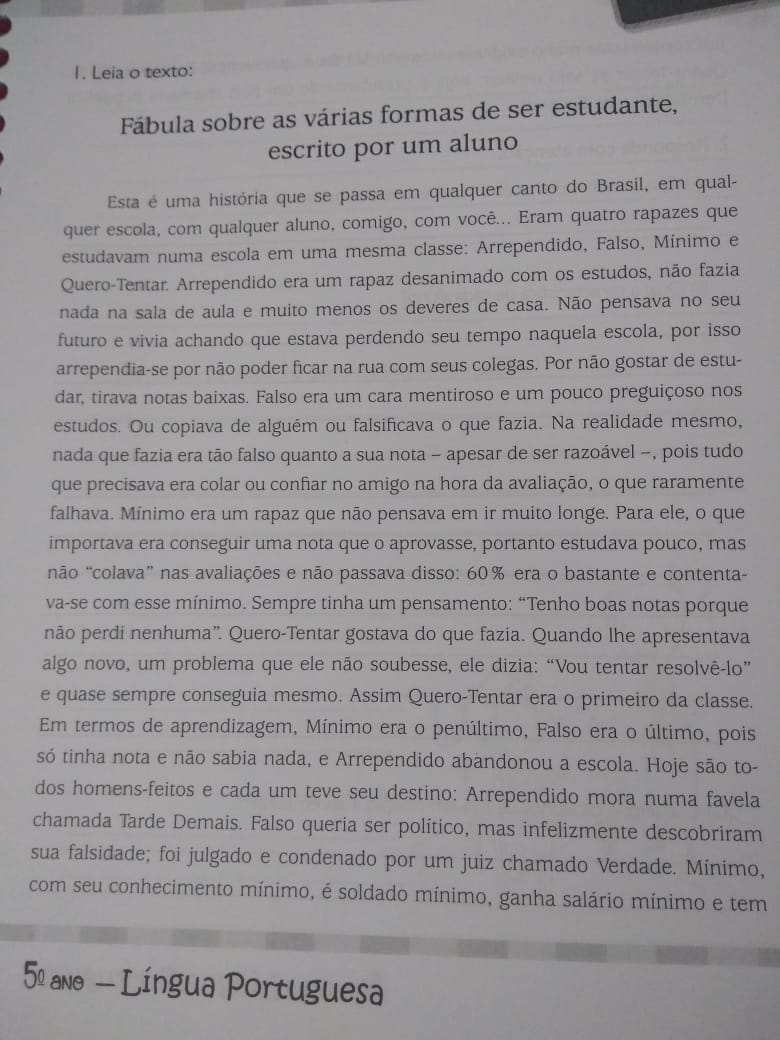 1. Leia o texto:
Fábula sobre as várias formas de ser estudante,
escrito por um aluno
Esta é uma história que se passa em qualquer canto do Brasil, em qual-
quer escola, com qualquer aluno, comigo, com você... Eram quatro rapazes que
estudavam numa escola em uma mesma classe: Arrependido, Falso, Mínimo e
Quero-Tentar. Arrependido era um rapaz desanimado com os estudos, não fazia
nada na sala de aula e muito menos os deveres de casa. Não pensava no seu
futuro e vivia achando que estava perdendo seu tempo naquela escola, por isso
arrependia-se por não poder ficar na rua com seus colegas. Por não gostar de estu-
dar, tirava notas baixas. Falso era um cara mentiroso e um pouco preguiçoso nos
estudos. Ou copiava de alguém ou falsificava o que fazia. Na realidade mesmo,
nada que fazia era tão falso quanto a sua nota – apesar de ser razoável –, pois tudo
que precisava era colar ou confiar no amigo na hora da avaliação, o que raramente
falhava. Mínimo era um rapaz que não pensava em ir muito longe. Para ele, o que
importava era conseguir uma nota que o aprovasse, portanto estudava pouco, mas
não “colava” nas avaliações e não passava disso: 60% era o bastante e contenta-
va-se com esse mínimo. Sempre tinha um pensamento: “Tenho boas notas porque
não perdi nenhuma”. Quero-Tentar gostava do que fazia. Quando lhe apresentava
algo novo, um problema que ele não soubesse, ele dizia: “Vou tentar resolvê-lo”
e quase sempre conseguia mesmo. Assim Quero-Tentar era o primeiro da classe.
Em termos de aprendizagem, Mínimo era o penúltimo, Falso era o último, pois
só tinha nota e não sabia nada, e Arrependido abandonou a escola. Hoje são to-
dos homens-feitos e cada um teve seu destino: Arrependido mora numa favela
chamada Tarde Demais. Falso queria ser político, mas infelizmente descobriram
sua falsidade; foi julgado e condenado por um juiz chamado Verdade. Mínimo,
com seu conhecimento mínimo, é soldado mínimo, ganha salário mínimo e tem
5º ano — Língua Portuguesa